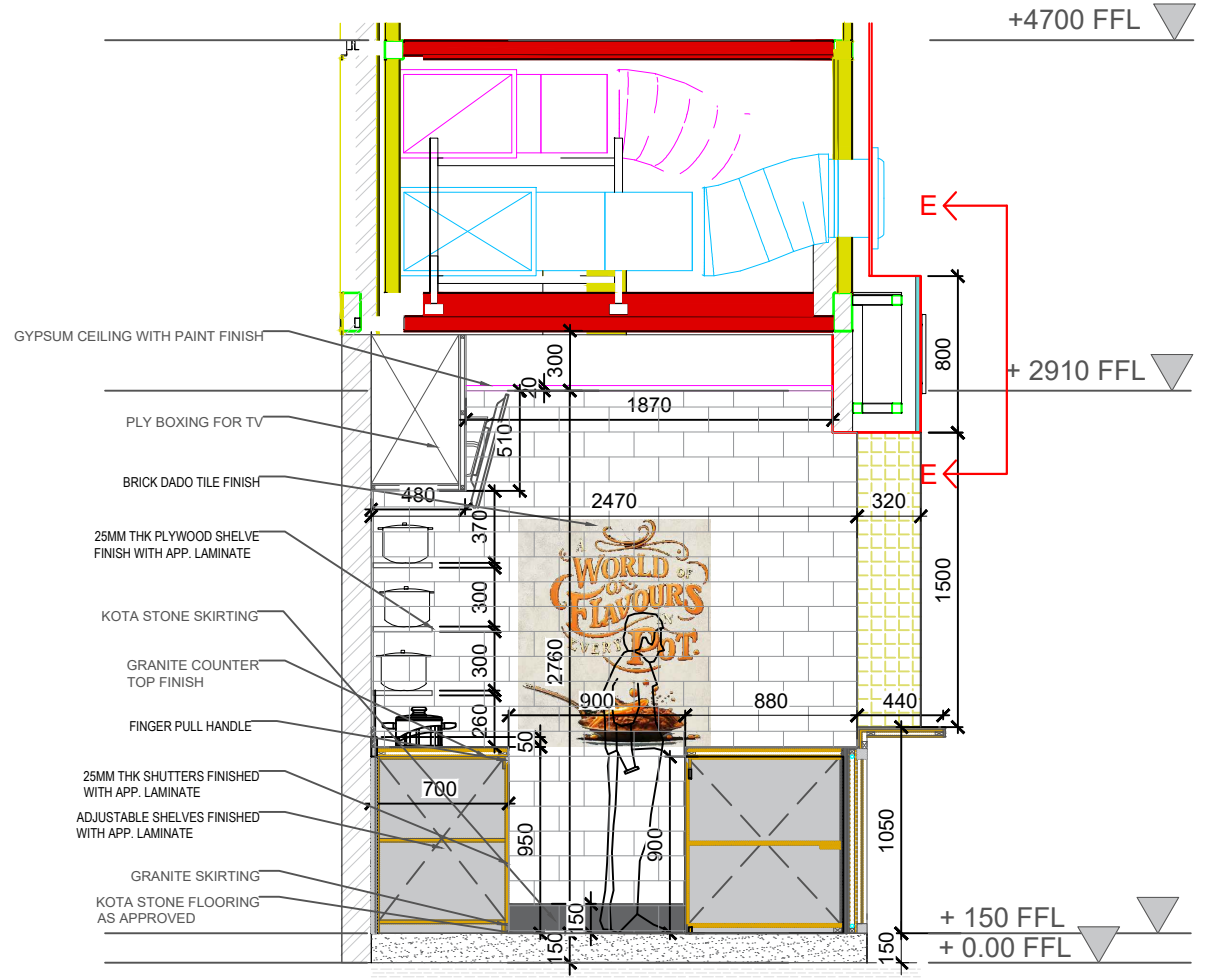 +4700 FFL
E
GYPSUM CEILING WITH PAINT FINISH
300
800
+ 2910 FFL
20
1870
PLY BOXING FOR TV
510
E
BRICK DADO TILE FINISH
480
2470
320
370
25MM THK PLYWOOD SHELVE
FINISH WITH APP. LAMINATE
A
WORLD OF
OR
FLAVOURS
IN
EVERY POT.
300
1500
KOTA STONE SKIRTING
300
2760
GRANITE COUNTER
TOP FINISH
900
880
440
FINGER PULL HANDLE
260
50
25MM THK SHUTTERS FINISHED
WITH APP. LAMINATE
700
ADJUSTABLE SHELVES FINISHED
WITH APP. LAMINATE
950
900
1050
GRANITE SKIRTING
KOTA STONE FLOORING
AS APPROVED
150
+ 150 FFL
150
150
+ 0.00 FFL